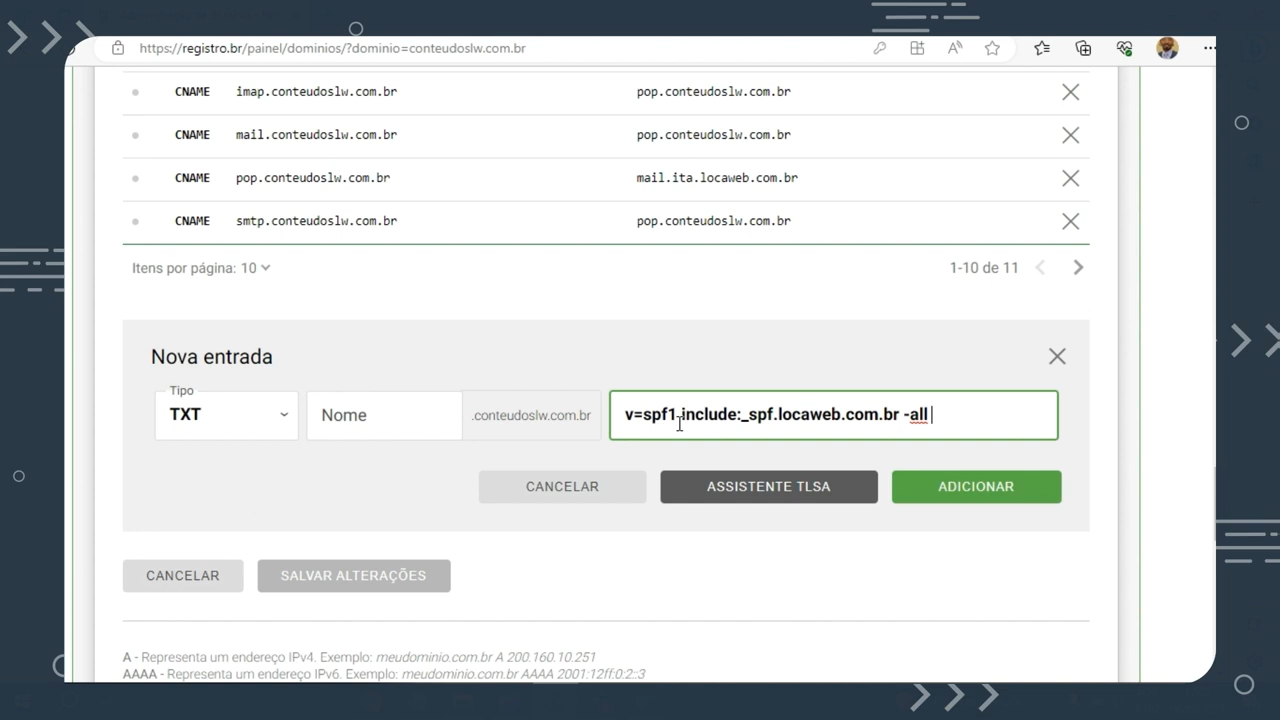 https://registro.br/painel/dominios/?dominio=conteudoslw.com.br
CNAME imap.conteudoslw.com.br pop.conteudoslw.com.br
CNAME mail.conteudoslw.com.br pop.conteudoslw.com.br
CNAME pop.conteudoslw.com.br mail.ita.locaweb.com.br
CNAME smtp.conteudoslw.com.br pop.conteudoslw.com.br
Itens por página: 10 1-10 de 11
Nova entrada
Tipo
TXT Nome .conteudoslw.com.br v=spf1 include:_spf.locaweb.com.br -all
CANCELAR ASSISTENTE TLSA ADICIONAR
CANCELAR SALVAR ALTERAÇÕES
A - Representa um endereço IPv4. Exemplo: meudominio.com.br A 200.160.10.251
AAAA - Representa um endereço IPv6. Exemplo: meudominio.com.br AAAA 2001:12ff:0:2::3